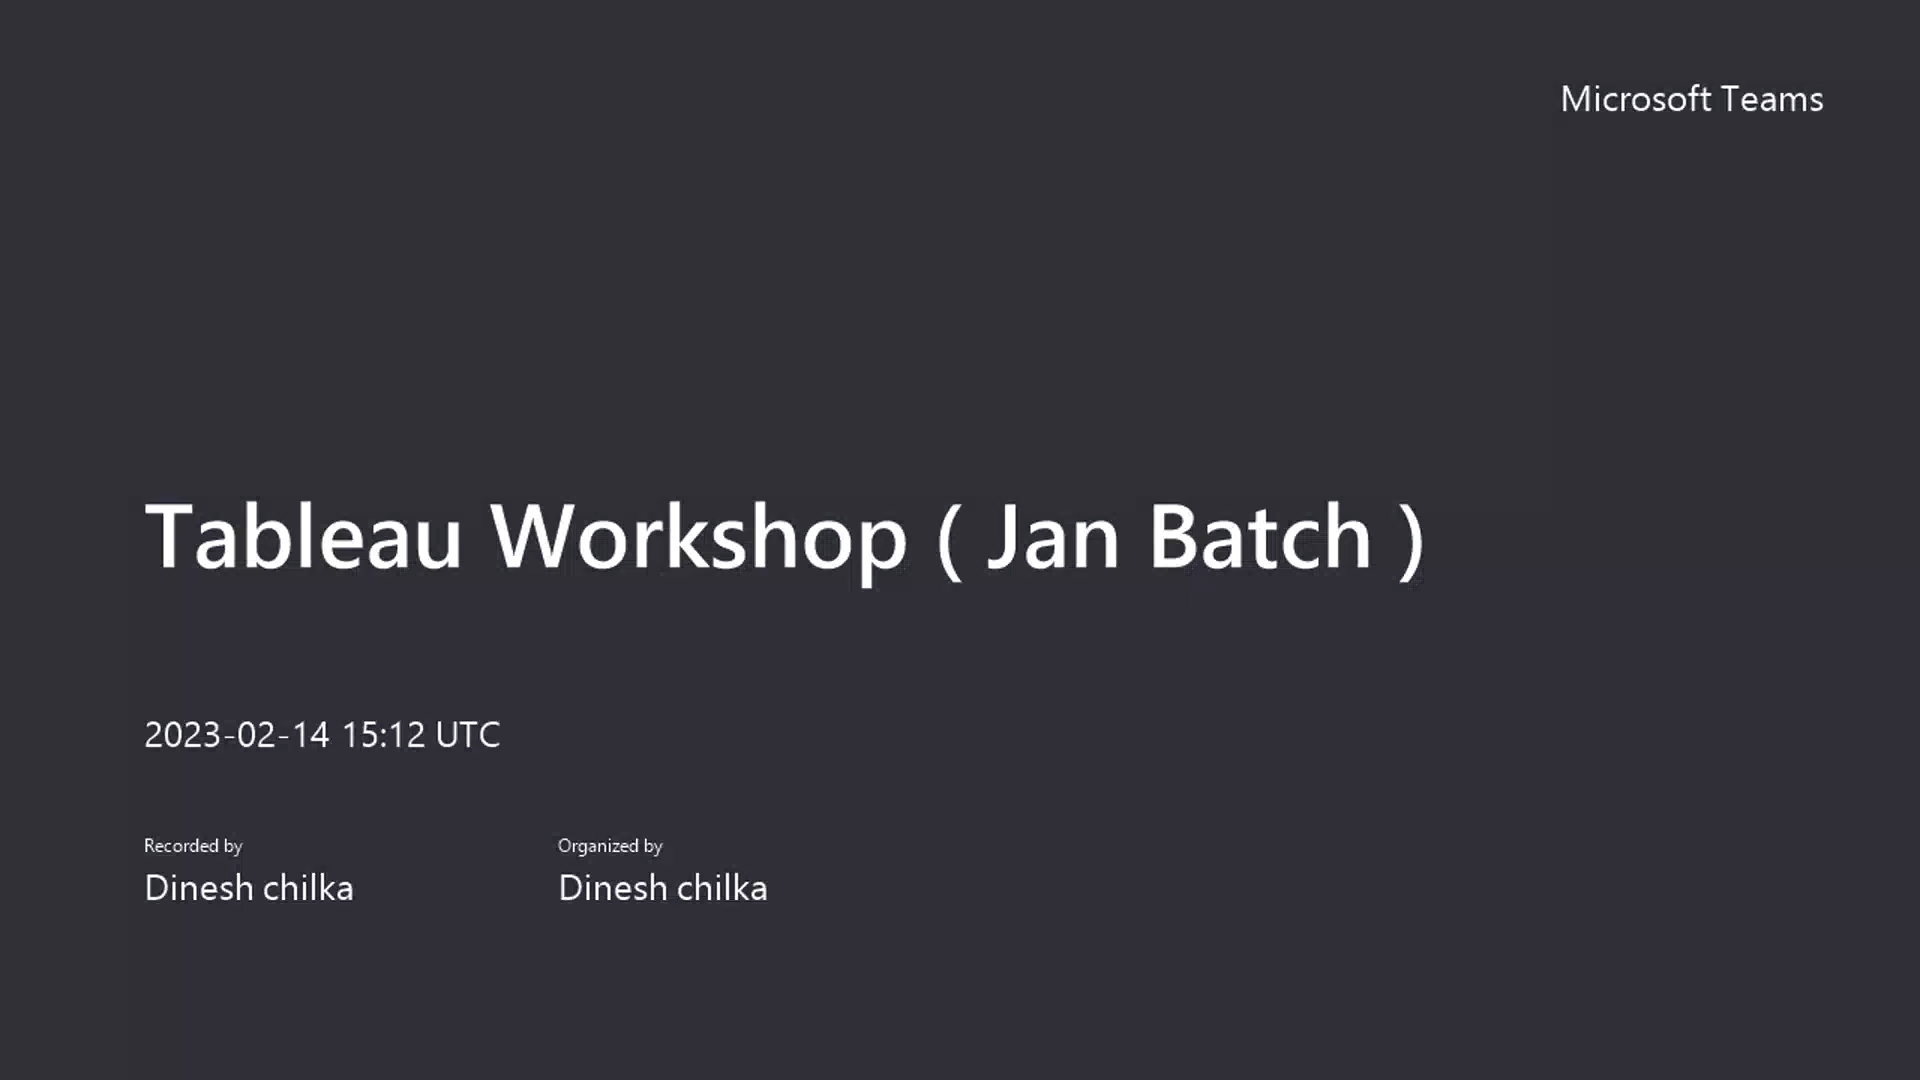 Microsoft Teams
Tableau Workshop ( Jan Batch )
2023-02-14 15:12 UTC
Recorded by
Dinesh chilka
Organized by
Dinesh chilka